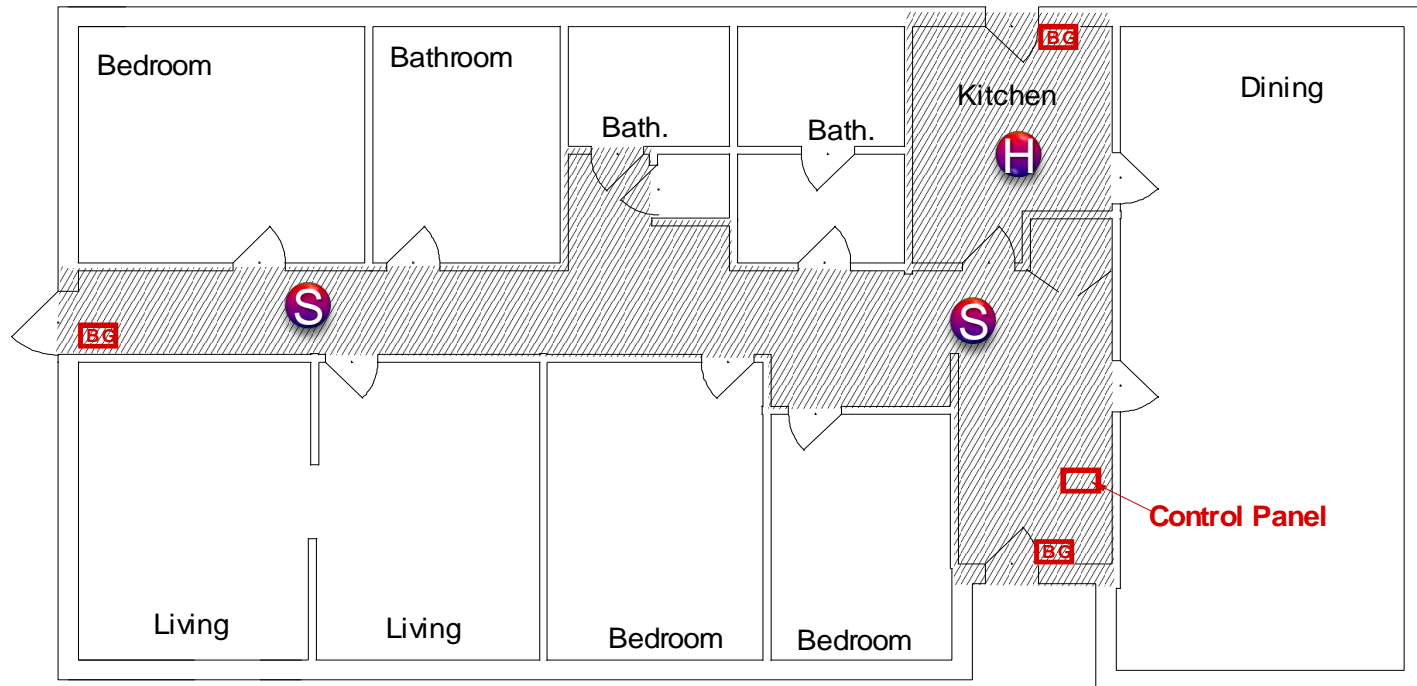 BG
Bedroom
Bathroom
Dining
Kitchen
Bath.
Bath.
H
S
S
BG
Control Panel
BG
Living
Living
Bedroom
Bedroom